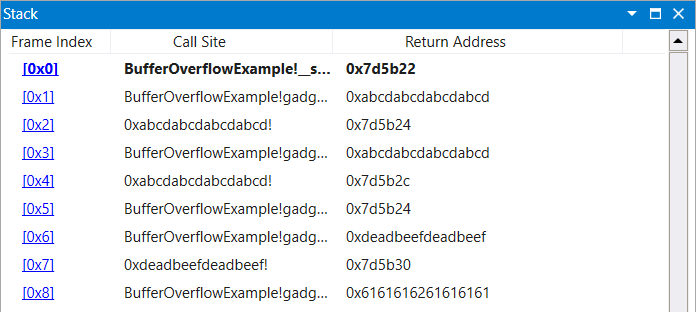 Stack
Frame Index Call Site Return Address
[0x0] BufferOverflowExample!__s... 0x7d5b22
[0x1] BufferOverflowExample!gadg... 0xabcdabcdabcdabcd
[0x2] 0xabcdabcdabcdabcd! 0x7d5b24
[0x3] BufferOverflowExample!gadg... 0xabcdabcdabcdabcd
[0x4] 0xabcdabcdabcdabcd! 0x7d5b2c
[0x5] BufferOverflowExample!gadg... 0x7d5b24
[0x6] BufferOverflowExample!gadg... 0xdeadbeefdeadbeef
[0x7] 0xdeadbeefdeadbeef! 0x7d5b30
[0x8] BufferOverflowExample!gadg... 0x6161616261616161